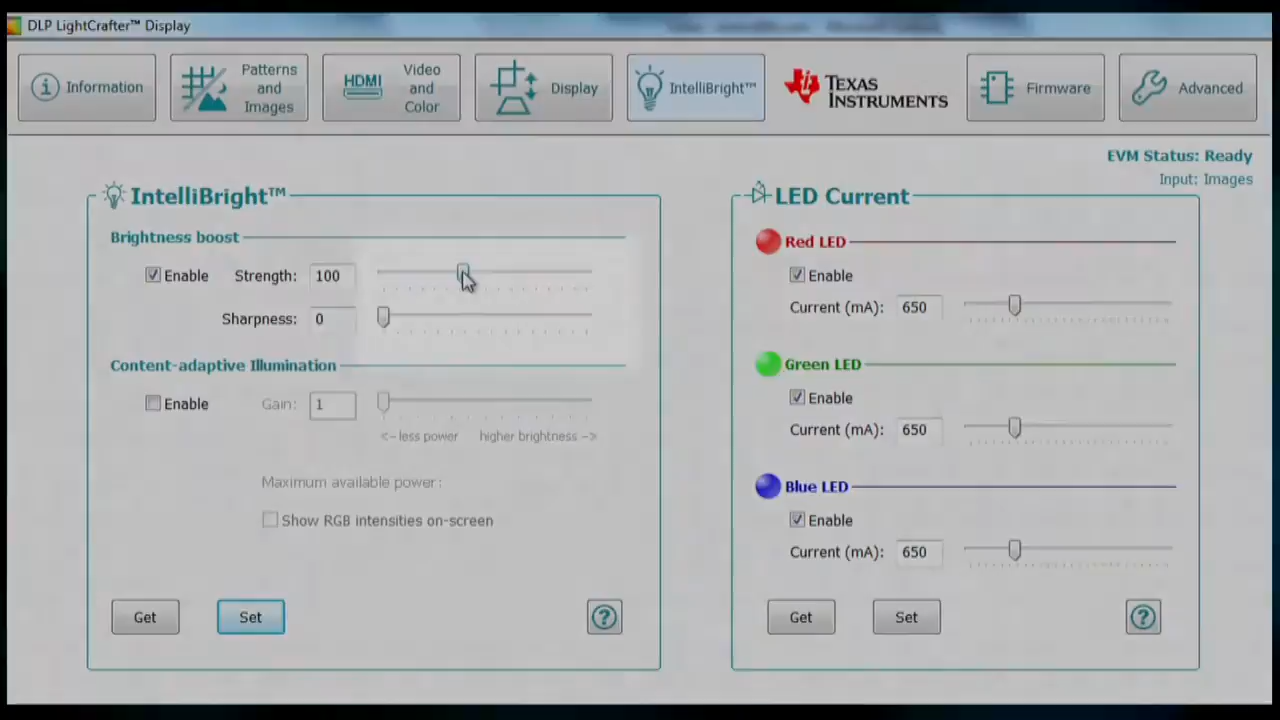 DLP LightCrafter™ Display
Information
Patterns
and
Images
HDMI
Video
and
Color
Display
IntelliBright™
TEXAS
INSTRUMENTS
Firmware
Advanced
EVM Status: Ready
Input: Images
IntelliBright™
Brightness boost
Enable Strength: 100
Sharpness: 0
Content-adaptive Illumination
Enable Gain: 1
<- less power higher brightness ->
Maximum available power:
Show RGB intensities on-screen
Get Set ?
LED Current
Red LED
Enable
Current (mA): 650
Green LED
Enable
Current (mA): 650
Blue LED
Enable
Current (mA): 650
Get Set ?